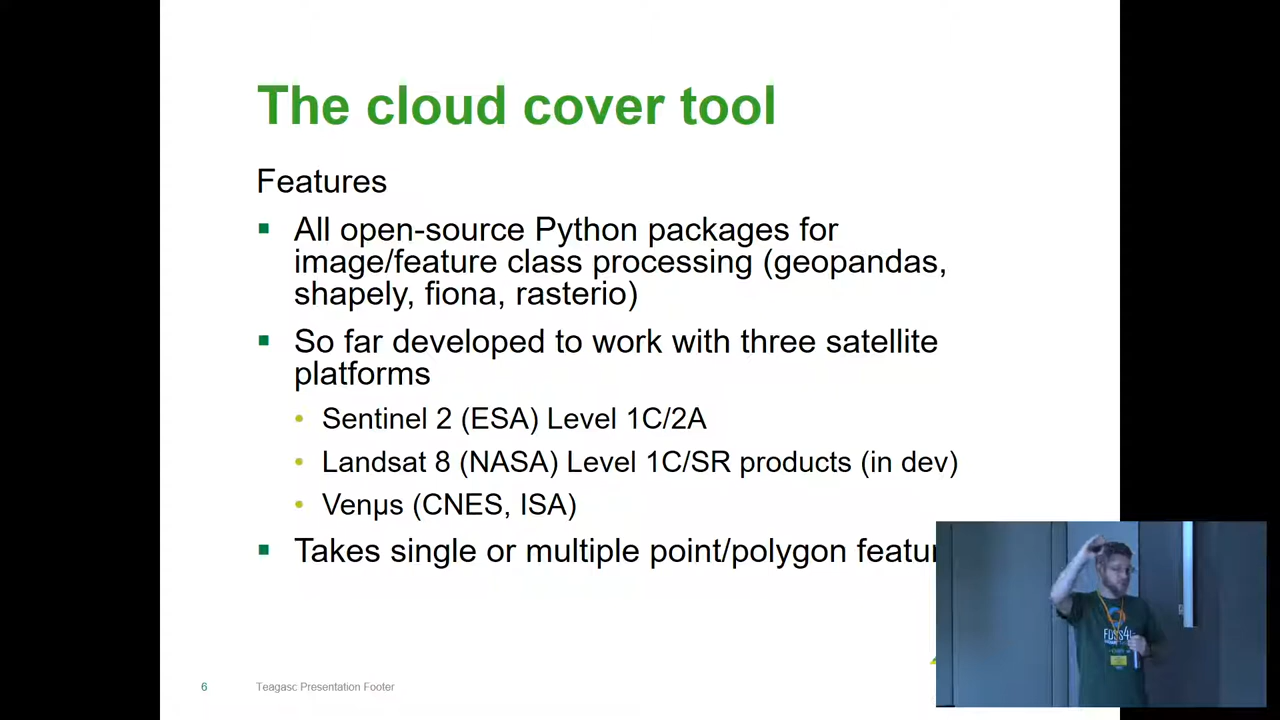 The cloud cover tool
Features
All open-source Python packages for
image/feature class processing (geopandas,
shapely, fiona, rasterio)
So far developed to work with three satellite
platforms
Sentinel 2 (ESA) Level 1C/2A
Landsat 8 (NASA) Level 1C/SR products (in dev)
Venµs (CNES, ISA)
Takes single or multiple point/polygon featur
FOSS4
6 Teagasc Presentation Footer